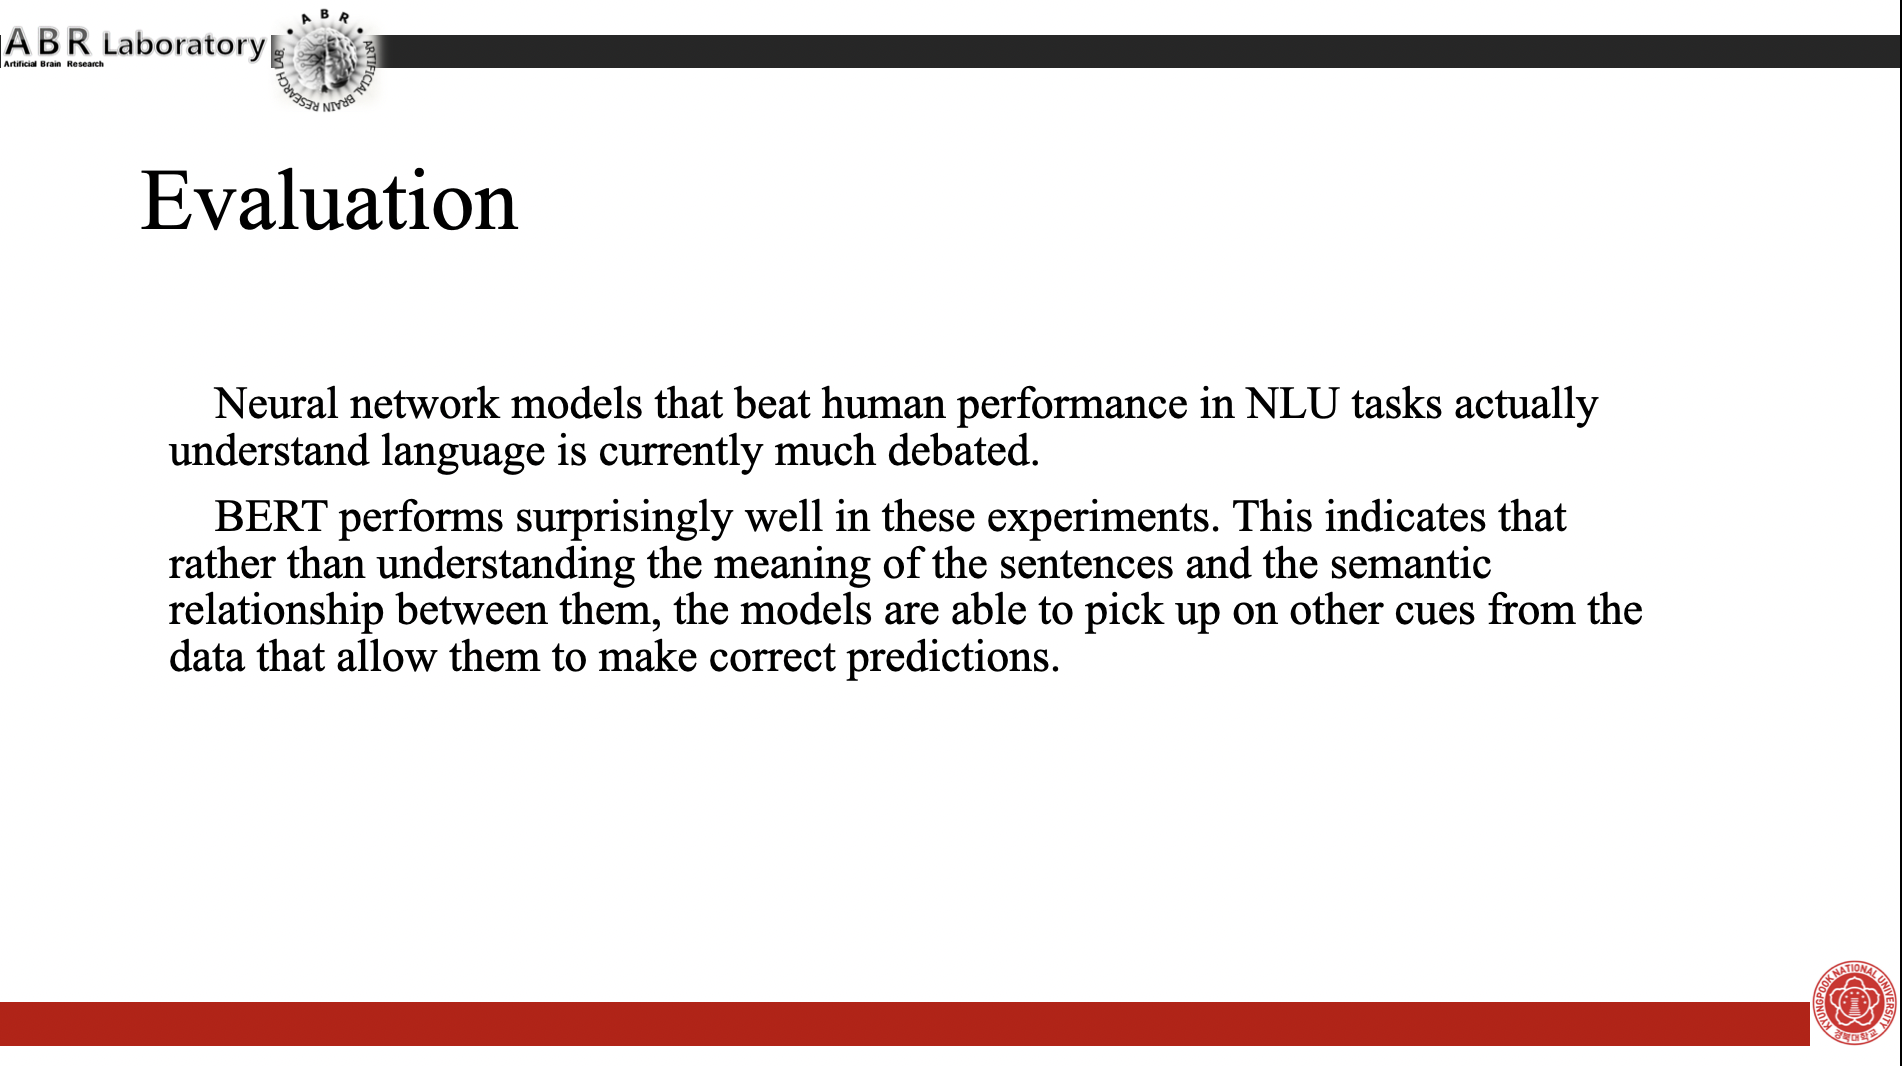 ABR Laboratory
Artificial Brain Research
A B R
ARTIFICIAL BRAIN RESEARCH LAB.
Evaluation
Neural network models that beat human performance in NLU tasks actually
understand language is currently much debated.
BERT performs surprisingly well in these experiments. This indicates that
rather than understanding the meaning of the sentences and the semantic
relationship between them, the models are able to pick up on other cues from the
data that allow them to make correct predictions.
KYUNGPOOK NATIONAL UNIVERSITY
경북대학교